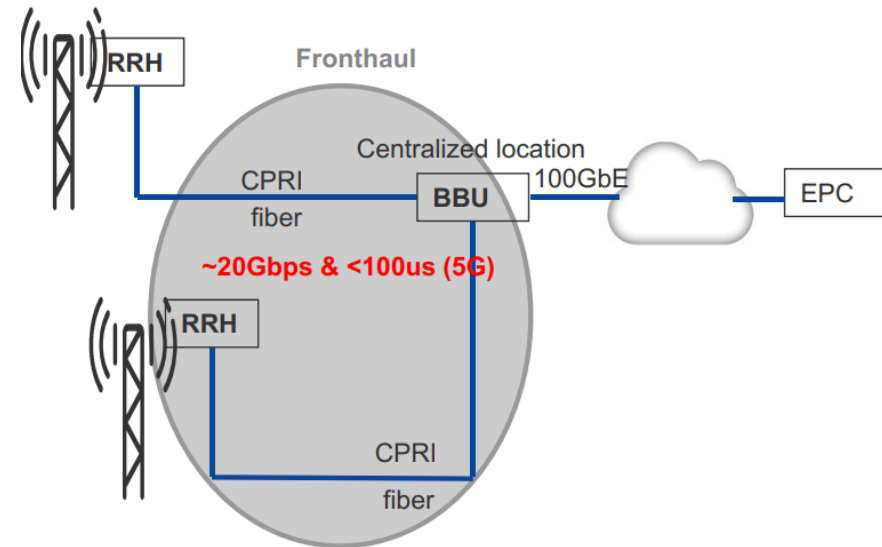 RRH
Fronthaul
Centralized location
CPRI
fiber
BBU
100GbE
EPC
~20Gbps & <100us (5G)
RRH
CPRI
fiber